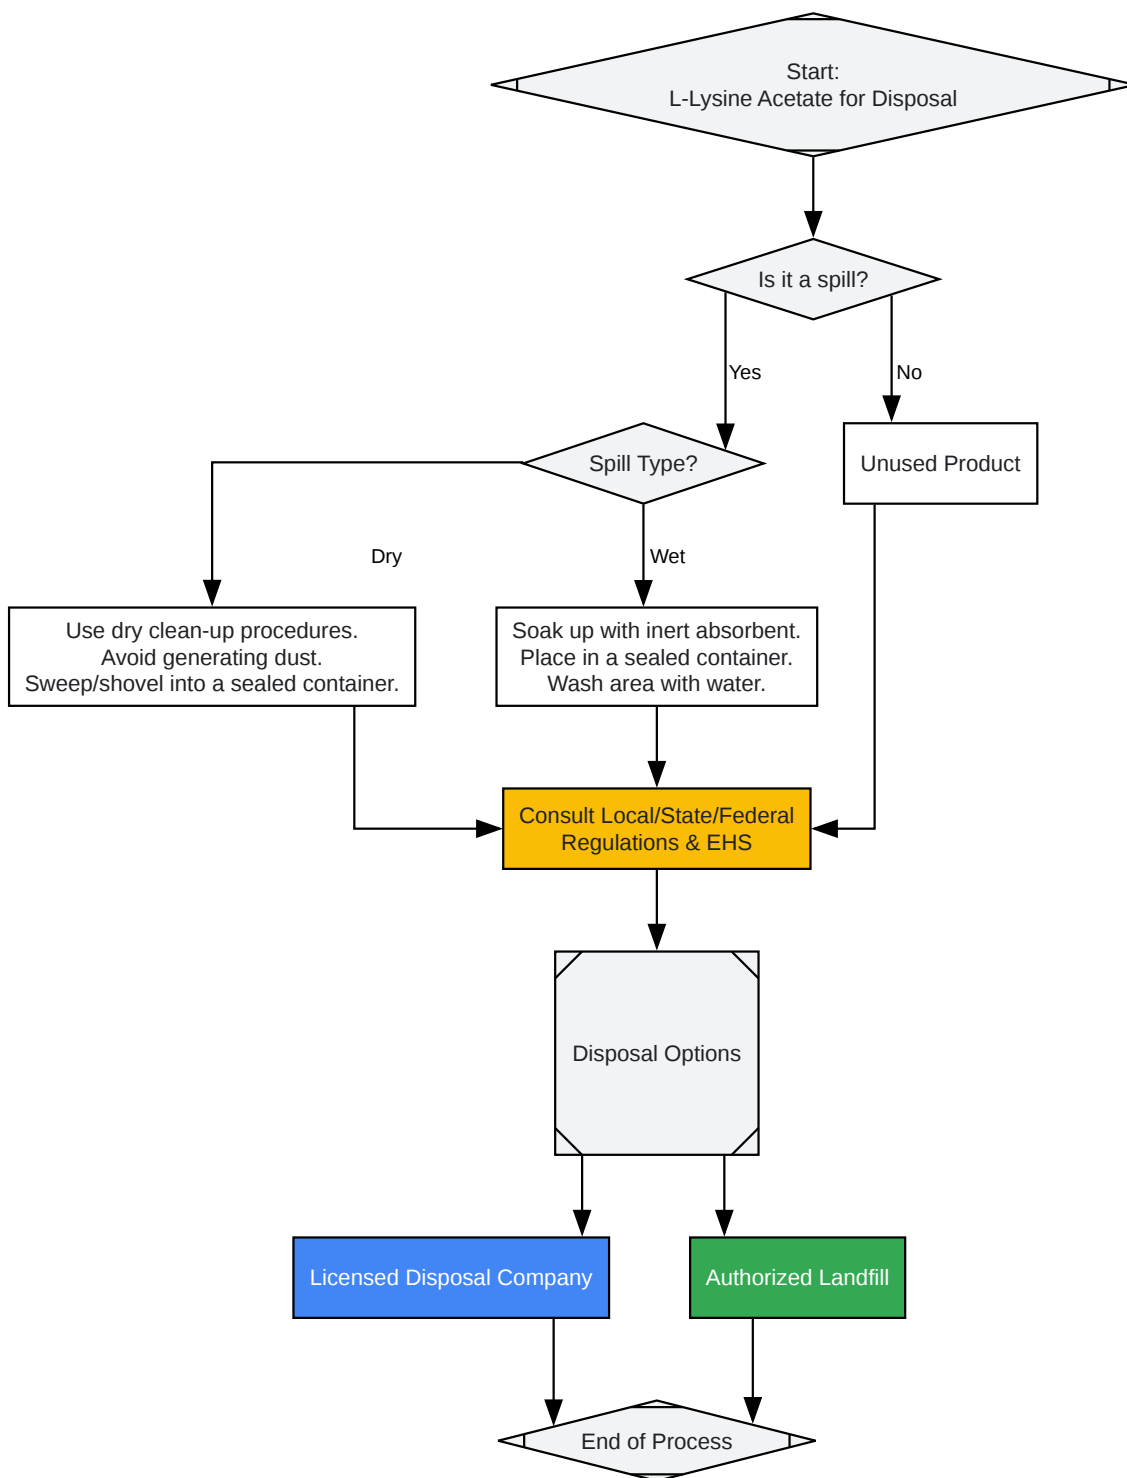 Start:
L-Lysine Acetate for Disposal
Is it a spill?
Yes
No
Spill Type?
Unused Product
Dry
Wet
Use dry clean-up procedures.
Avoid generating dust.
Sweep/shovel into a sealed container.
Soak up with inert absorbent.
Place in a sealed container.
Wash area with water.
Consult Local/State/Federal
Regulations & EHS
Disposal Options
Licensed Disposal Company
Authorized Landfill
End of Process